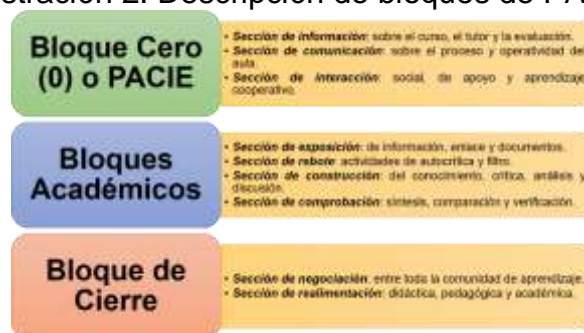 stración 2. Descripción de bloques de PA
Bloque Cero
(0) o PACIE
• Sección de información: sobre el curso, el tutor y la evaluación.
• Sección de comunicación: sobre el proceso y operatividad del
aula.
• Sección de interacción: social, de apoyo y aprendizaje
cooperativo.
Bloques
Académicos
• Sección de exposición: de información, enlace y documentos.
• Sección de rebote: actividades de autocrítica y filtro.
• Sección de construcción: del conocimiento, crítica, análisis y
discusión.
• Sección de comprobación: síntesis, comparación y verificación.
Bloque de
Cierre
• Sección de negociación: entre toda la comunidad de aprendizaje.
• Sección de realimentación: didáctica, pedagógica y académica.